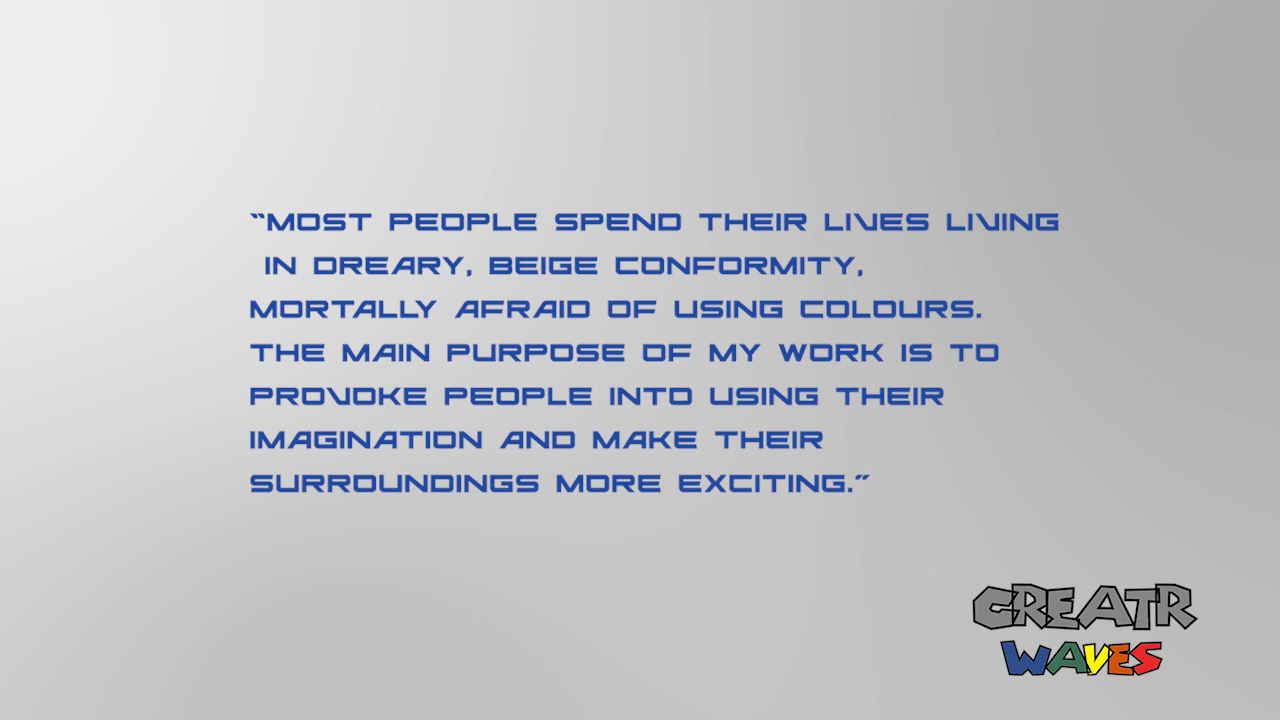 “MOST PEOPLE SPEND THEIR LIVES LIVING
IN DREARY, BEIGE CONFORMITY,
MORTALLY AFRAID OF USING COLOURS.
THE MAIN PURPOSE OF MY WORK IS TO
PROVOKE PEOPLE INTO USING THEIR
IMAGINATION AND MAKE THEIR
SURROUNDINGS MORE EXCITING.”
CREATR
WAVES